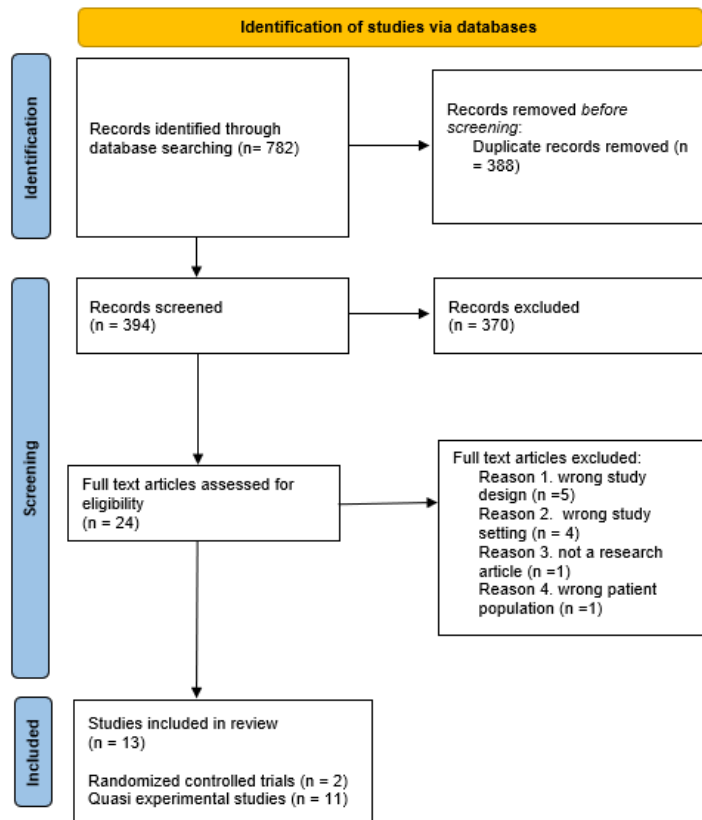 Identification of studies via databases
Identification
Records identified through
database searching (n= 782)
Records removed before
screening:
Duplicate records removed (n
= 388)
Screening
Records screened
(n = 394)
Records excluded
(n = 370)
Full text articles assessed for
eligibility
(n = 24)
Full text articles excluded:
Reason 1. wrong study
design (n =5)
Reason 2.  wrong study
setting (n = 4)
Reason 3. not a research
article (n =1)
Reason 4. wrong patient
population (n =1)
Included
Studies included in review
(n = 13)
Randomized controlled trials (n = 2)
Quasi experimental studies (n = 11)